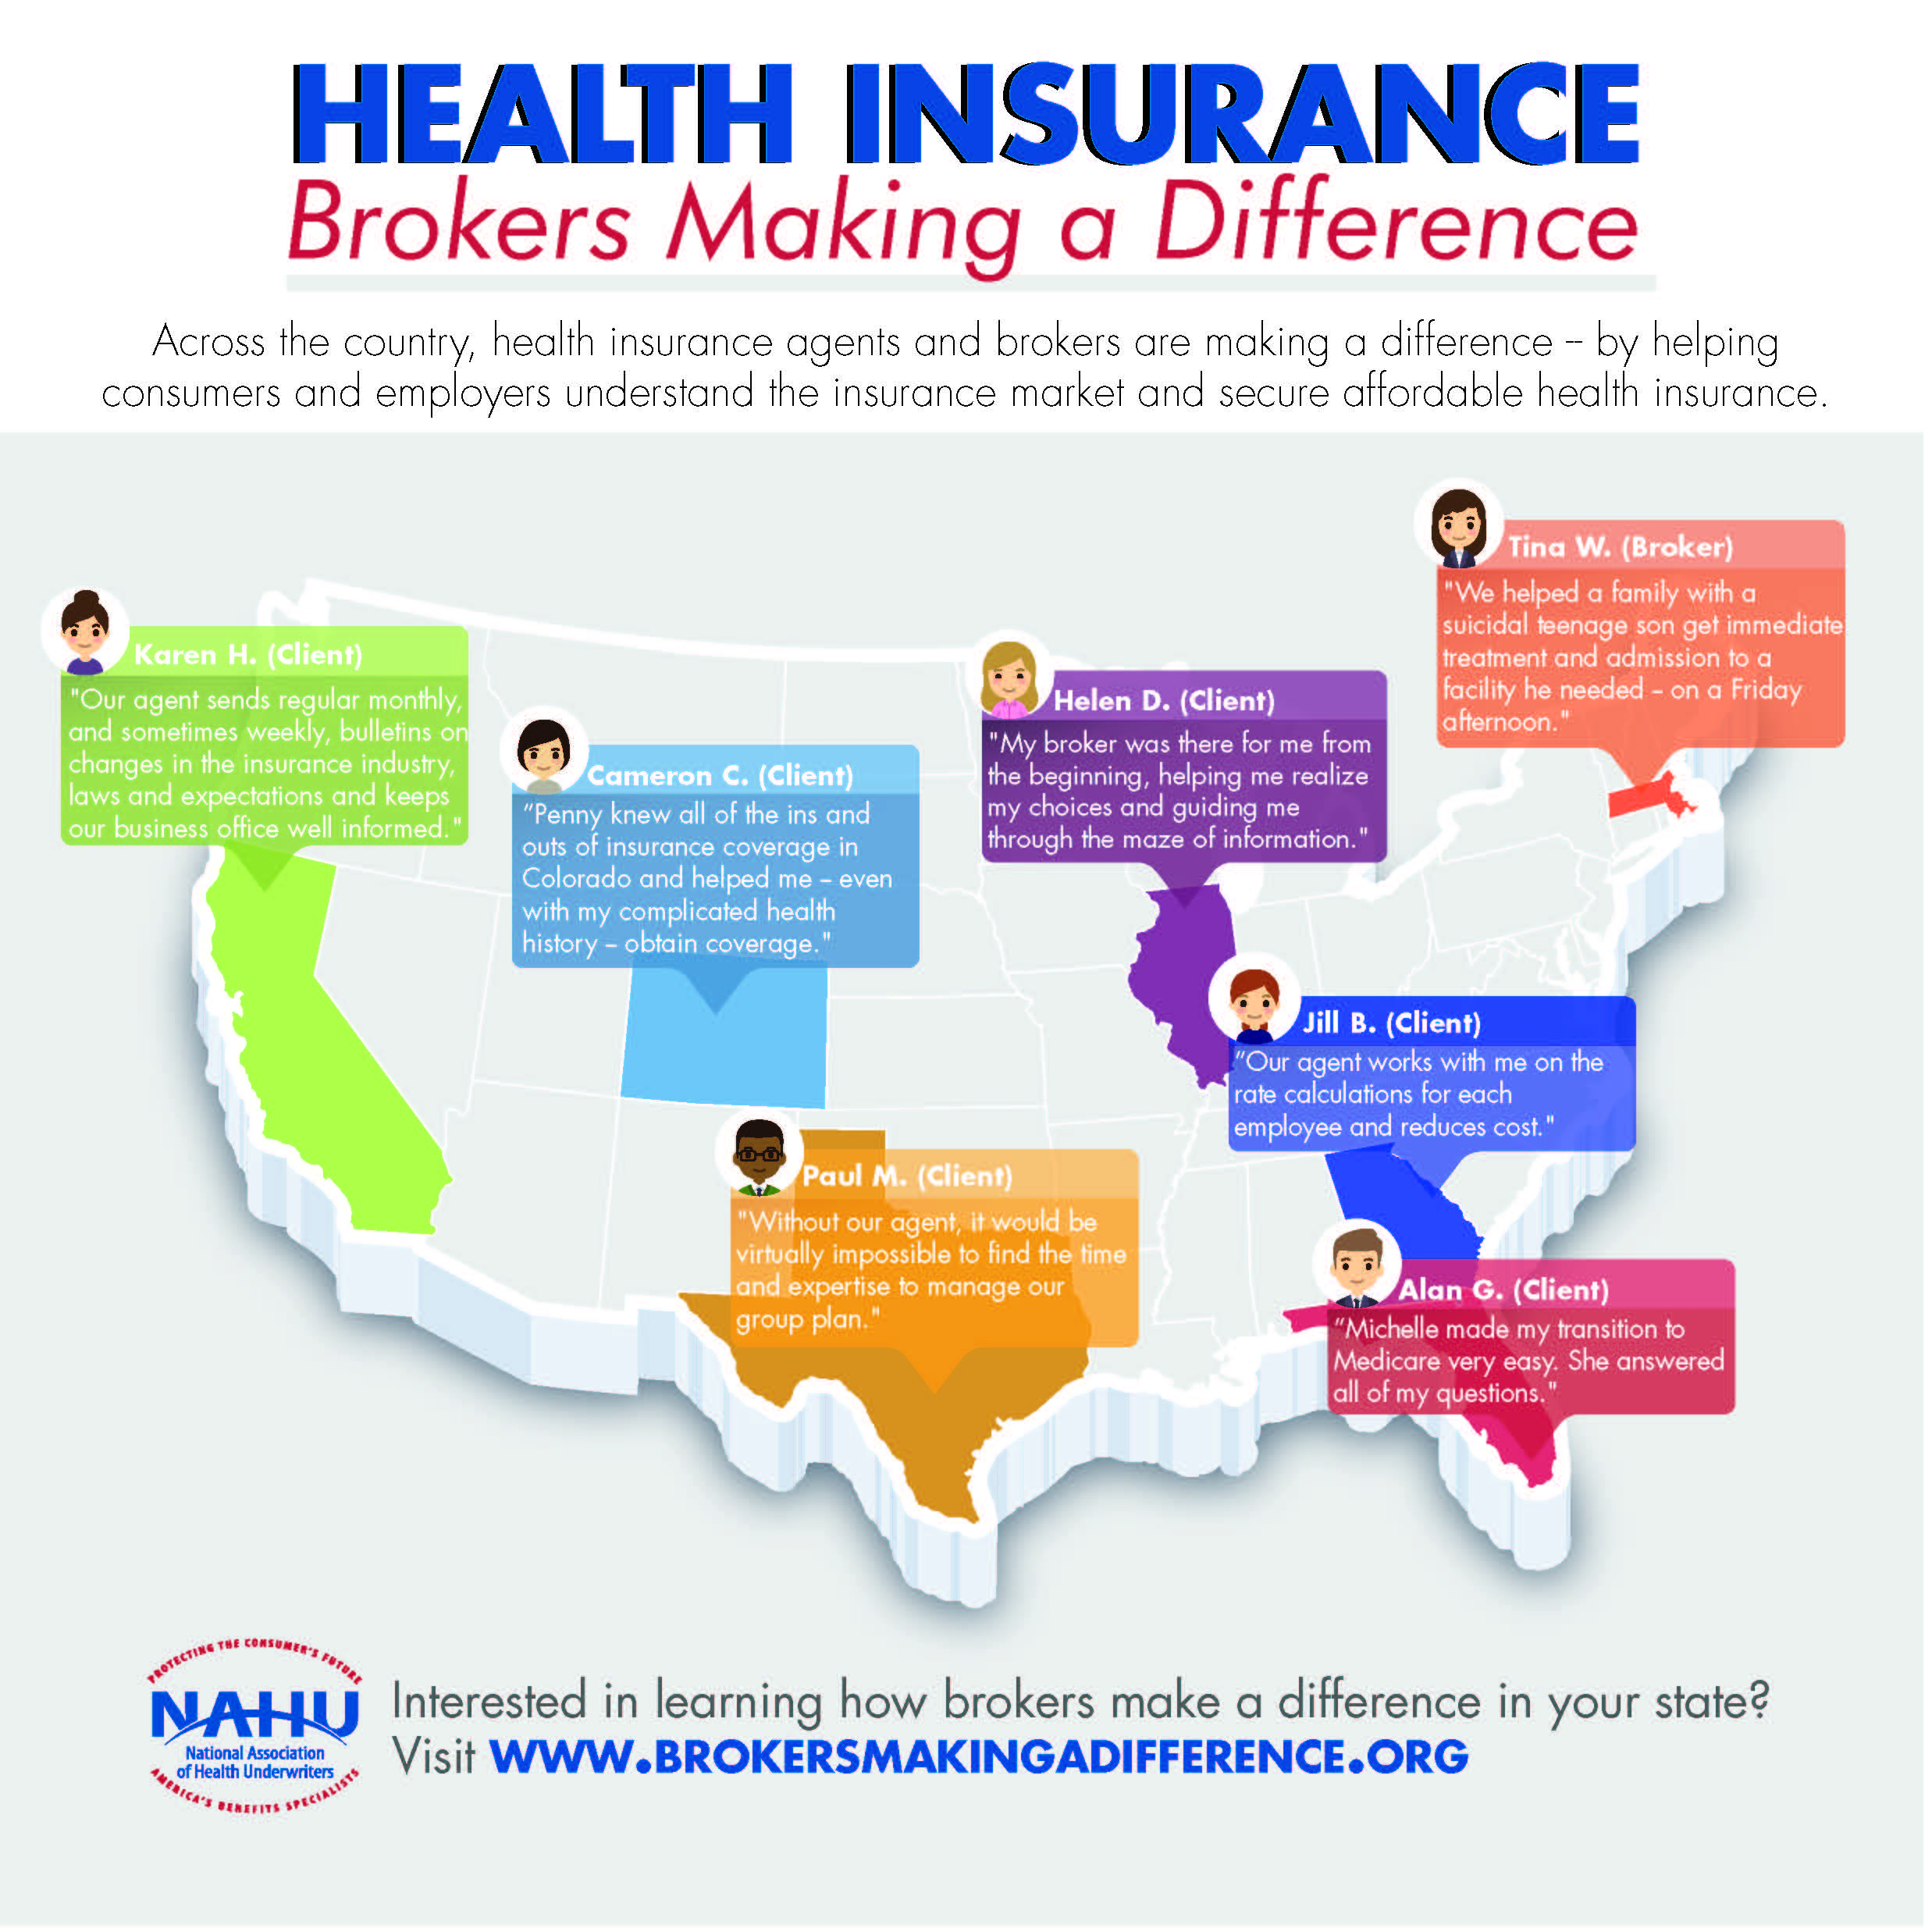 HEALTH INSURANCE
Brokers Making a Difference
Across the country, health insurance agents and brokers are making a difference – by helping
consumers and employers understand the insurance market and secure affordable health insurance.
Tina W. (Broker)
"We helped a family with a
suicidal teenage son get immediate
treatment and admission to a
facility he needed – on a Friday
afternoon."
Karen H. (Client)
"Our agent sends regular monthly,
and sometimes weekly, bulletins on
changes in the insurance industry,
laws and expectations and keeps
our business office well informed."
Cameron C. (Client)
“Penny knew all of the ins and
outs of insurance coverage in
Colorado and helped me – even
with my complicated health
history – obtain coverage."
Helen D. (Client)
"My broker was there for me from
the beginning, helping me realize
my choices and guiding me
through the maze of information."
Jill B. (Client)
“Our agent works with me on the
rate calculations for each
employee and reduces cost."
Paul M. (Client)
"Without our agent, it would be
virtually impossible to find the time
and expertise to manage our
group plan."
Alan G. (Client)
“Michelle made my transition to
Medicare very easy. She answered
all of my questions."
PROTECTING THE CONSUMER'S FUTURE
NAHU
National Association
of Health Underwriters
AMERICA'S BENEFITS SPECIALISTS
Interested in learning how brokers make a difference in your state?
Visit WWW.BROKERSMAKINGADIFFERENCE.ORG